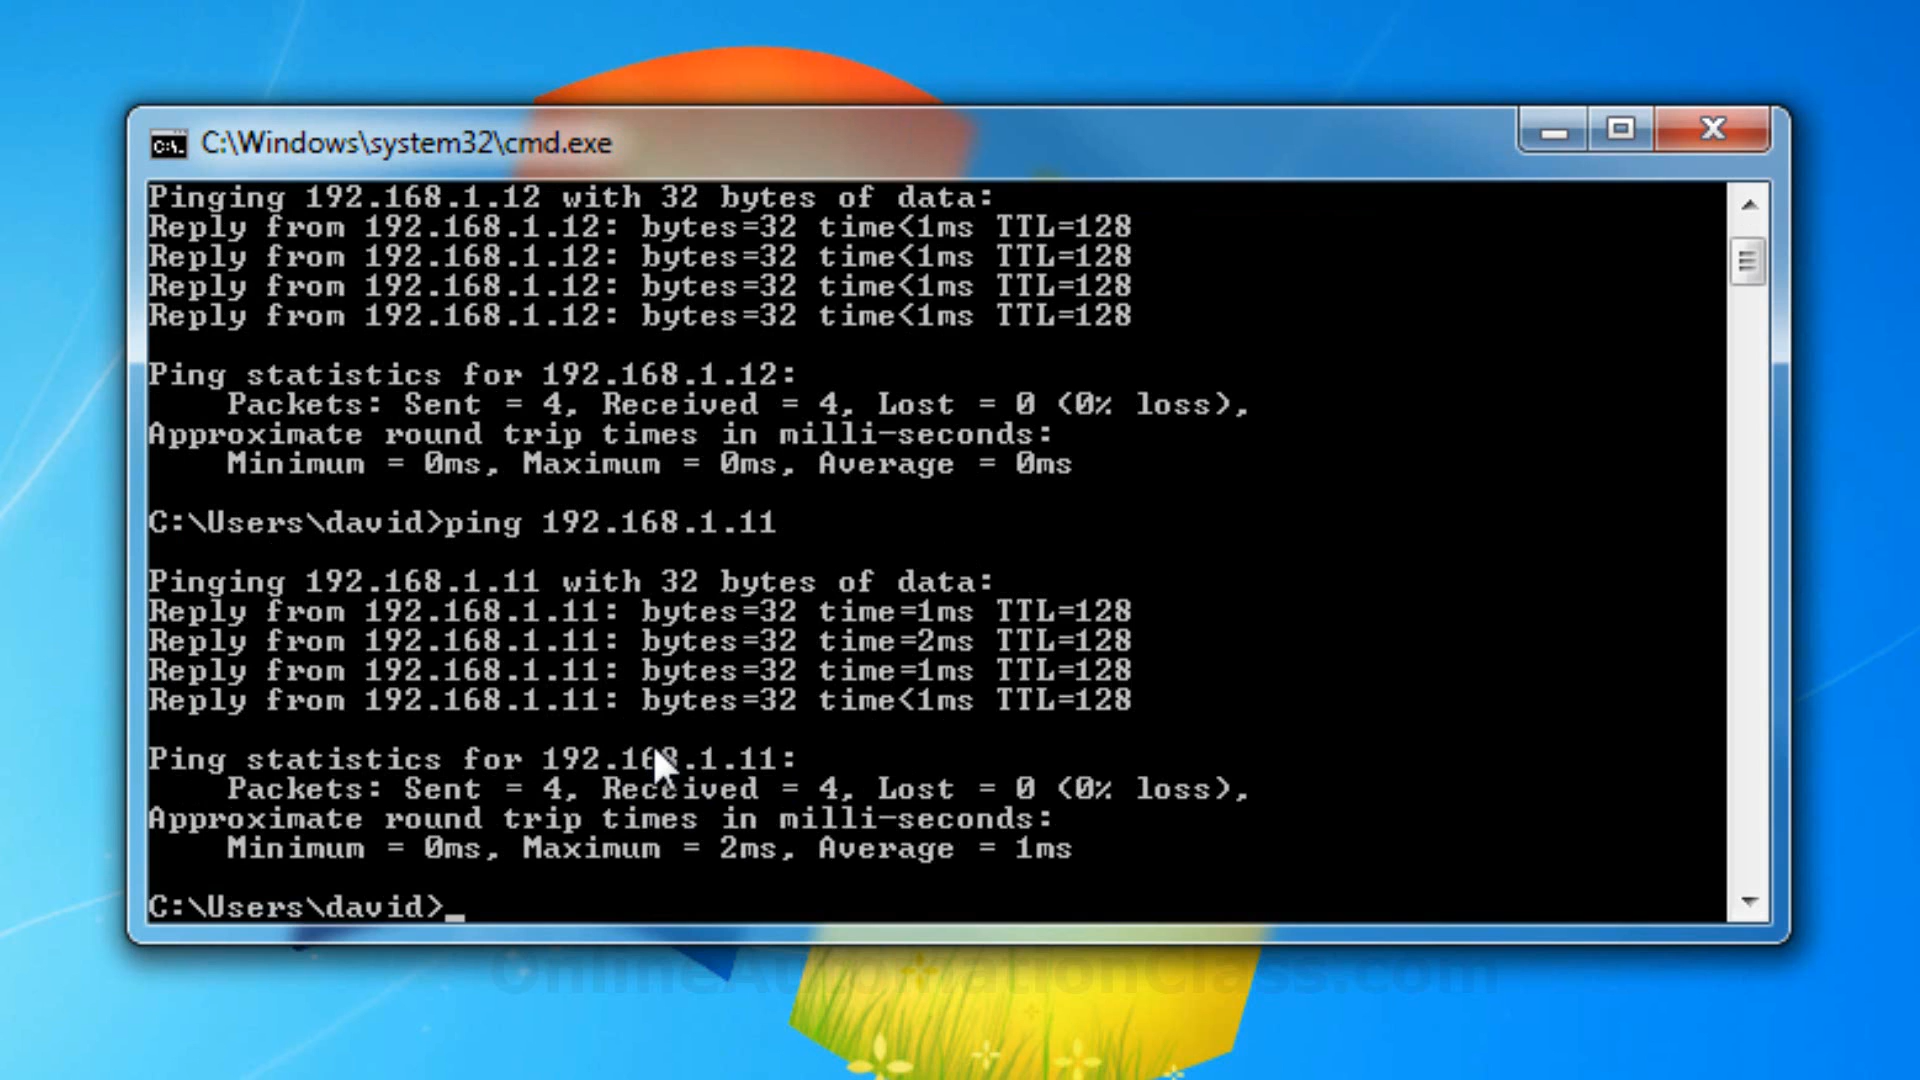 C:\Windows\system32\cmd.exe
Pinging 192.168.1.12 with 32 bytes of data:
Reply from 192.168.1.12: bytes=32 time<1ms TTL=128
Reply from 192.168.1.12: bytes=32 time<1ms TTL=128
Reply from 192.168.1.12: bytes=32 time<1ms TTL=128
Reply from 192.168.1.12: bytes=32 time<1ms TTL=128
Ping statistics for 192.168.1.12:
Packets: Sent = 4, Received = 4, Lost = 0 (0% loss),
Approximate round trip times in milli-seconds:
Minimum = 0ms, Maximum = 0ms, Average = 0ms
C:\Users\david>ping 192.168.1.11
Pinging 192.168.1.11 with 32 bytes of data:
Reply from 192.168.1.11: bytes=32 time=1ms TTL=128
Reply from 192.168.1.11: bytes=32 time=2ms TTL=128
Reply from 192.168.1.11: bytes=32 time=1ms TTL=128
Reply from 192.168.1.11: bytes=32 time<1ms TTL=128
Ping statistics for 192.168.1.11:
Packets: Sent = 4, Received = 4, Lost = 0 (0% loss),
Approximate round trip times in milli-seconds:
Minimum = 0ms, Maximum = 2ms, Average = 1ms
C:\Users\david>_
OnlineAutomationClass.com